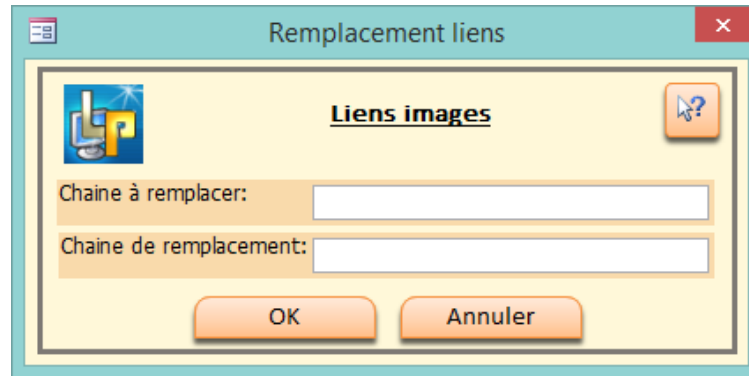 Remplacement liens
Liens images
Chaine à remplacer:
Chaine de remplacement:
OK Annuler